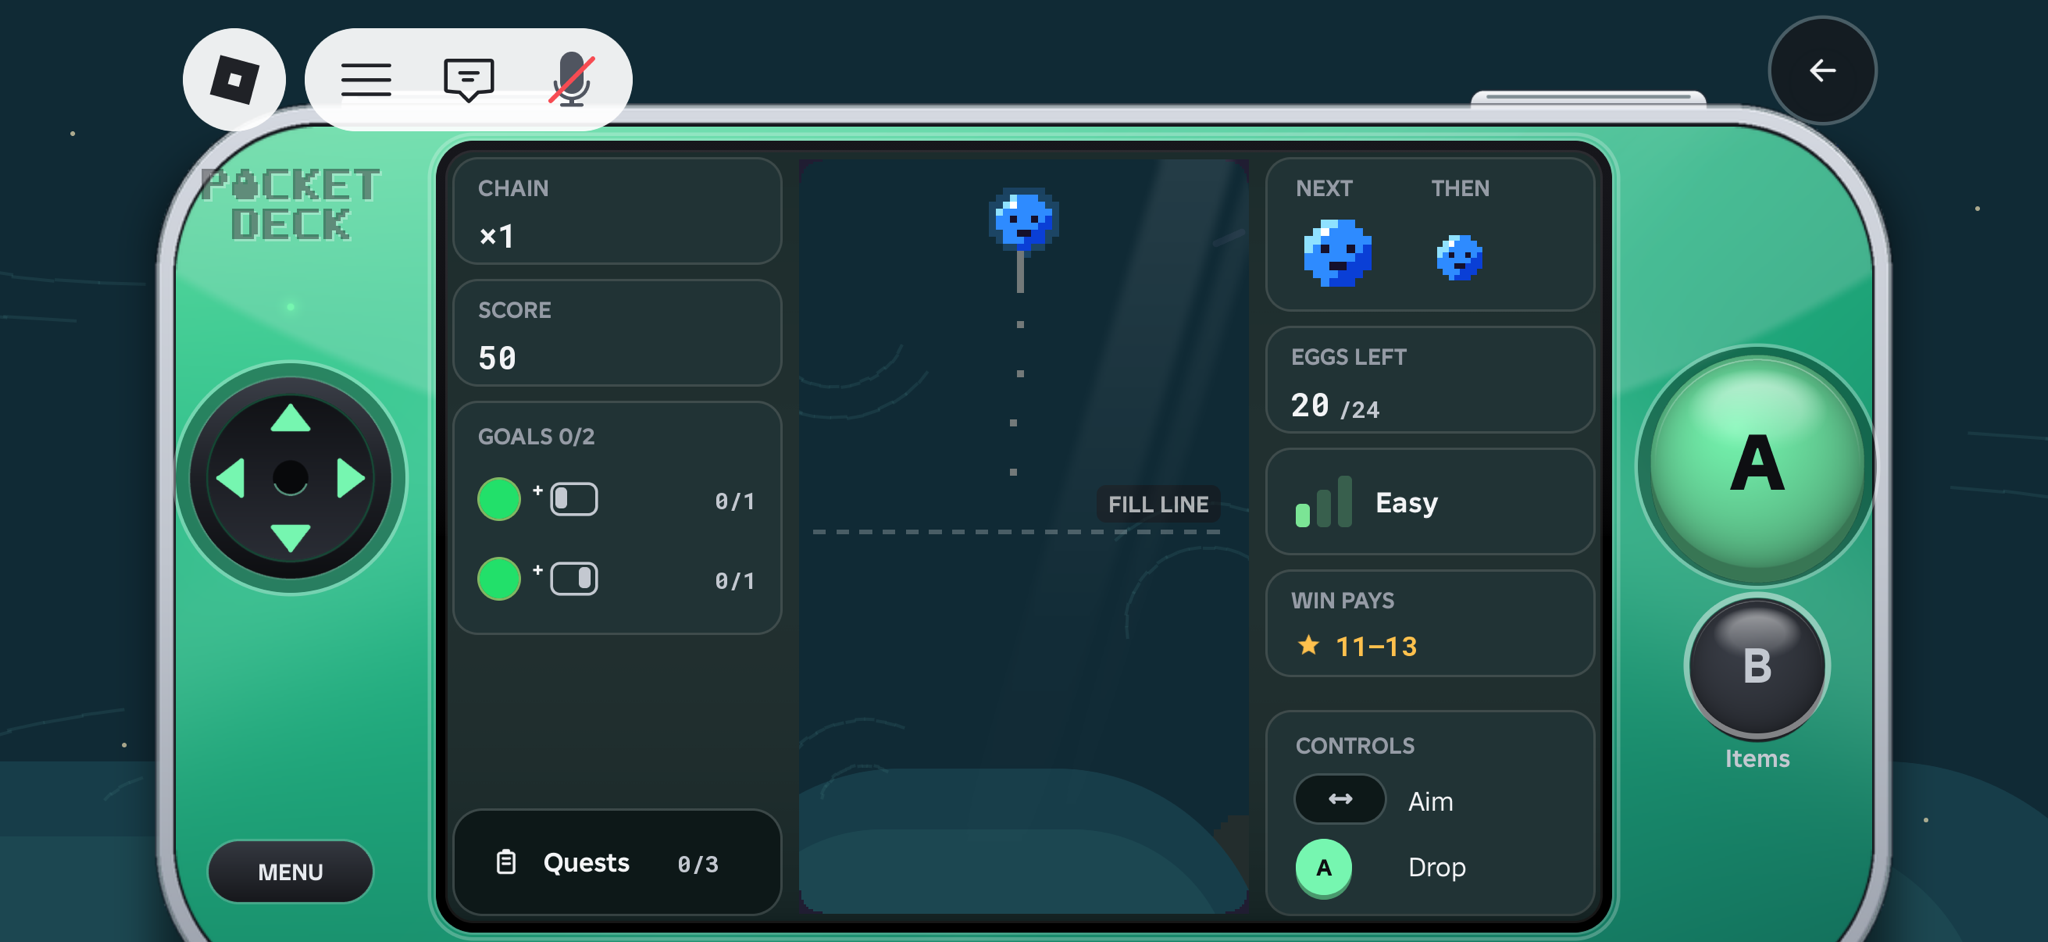 POCKET
DECK
CHAIN
×1
SCORE
50
GOALS 0/2
+
0/1
+
0/1
Quests 0/3
MENU
FILL LINE
NEXT THEN
EGGS LEFT
20 /24
Easy
WIN PAYS
11–13
CONTROLS
Aim
A Drop
A
B
Items